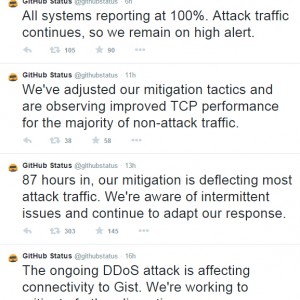 GitHub Status @githubstatus · 6h
All systems reporting at 100%. Attack traffic
continues, so we remain on high alert.
105 90
GitHub Status @githubstatus · 11h
We've adjusted our mitigation tactics and
are observing improved TCP performance
for the majority of non-attack traffic.
38 58
GitHub Status @githubstatus · 13h
87 hours in, our mitigation is deflecting most
attack traffic. We're aware of intermittent
issues and continue to adapt our response.
303 145
GitHub Status @githubstatus · 16h
The ongoing DDoS attack is affecting
connectivity to Gist. We're working to